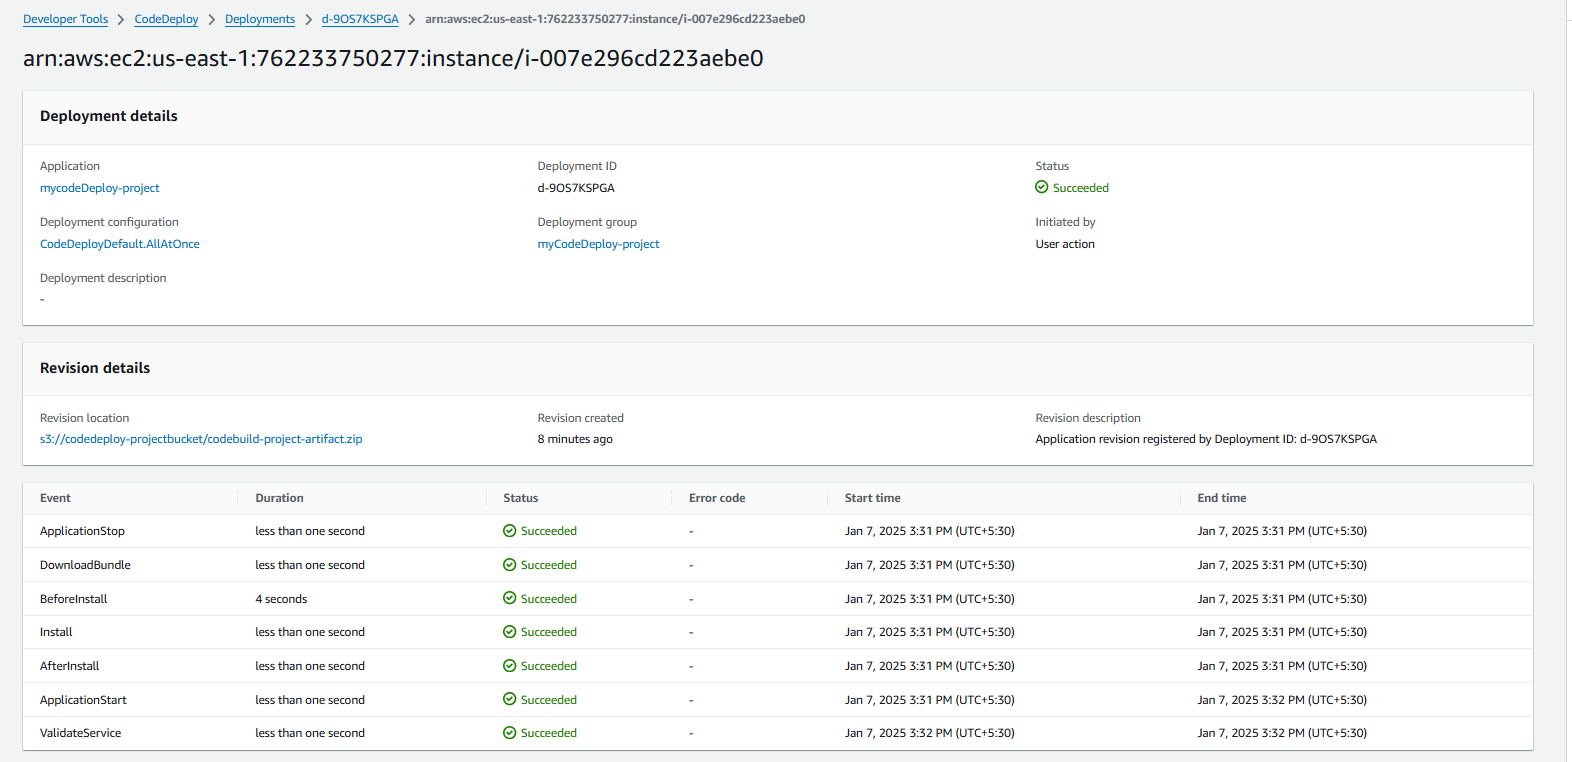 Developer Tools > CodeDeploy > Deployments > d-9OS7KSPGA > arn:aws:ec2:us-east-1:762233750277:instance/i-007e296cd223aebe0
arn:aws:ec2:us-east-1:762233750277:instance/i-007e296cd223aebe0
Deployment details
Application Deployment ID Status
mycodeDeploy-project d-9OS7KSPGA Succeeded
Deployment configuration Deployment group Initiated by
CodeDeployDefault.AllAtOnce myCodeDeploy-project User action
Deployment description
-
Revision details
Revision location Revision created Revision description
s3://codedeploy-projectbucket/codebuild-project-artifact.zip 8 minutes ago Application revision registered by Deployment ID: d-9OS7KSPGA
Event Duration Status Error code Start time End time
ApplicationStop less than one second Succeeded - Jan 7, 2025 3:31 PM (UTC+5:30) Jan 7, 2025 3:31 PM (UTC+5:30)
DownloadBundle less than one second Succeeded - Jan 7, 2025 3:31 PM (UTC+5:30) Jan 7, 2025 3:31 PM (UTC+5:30)
BeforeInstall 4 seconds Succeeded - Jan 7, 2025 3:31 PM (UTC+5:30) Jan 7, 2025 3:31 PM (UTC+5:30)
Install less than one second Succeeded - Jan 7, 2025 3:31 PM (UTC+5:30) Jan 7, 2025 3:31 PM (UTC+5:30)
AfterInstall less than one second Succeeded - Jan 7, 2025 3:31 PM (UTC+5:30) Jan 7, 2025 3:31 PM (UTC+5:30)
ApplicationStart less than one second Succeeded - Jan 7, 2025 3:31 PM (UTC+5:30) Jan 7, 2025 3:32 PM (UTC+5:30)
ValidateService less than one second Succeeded - Jan 7, 2025 3:32 PM (UTC+5:30) Jan 7, 2025 3:32 PM (UTC+5:30)